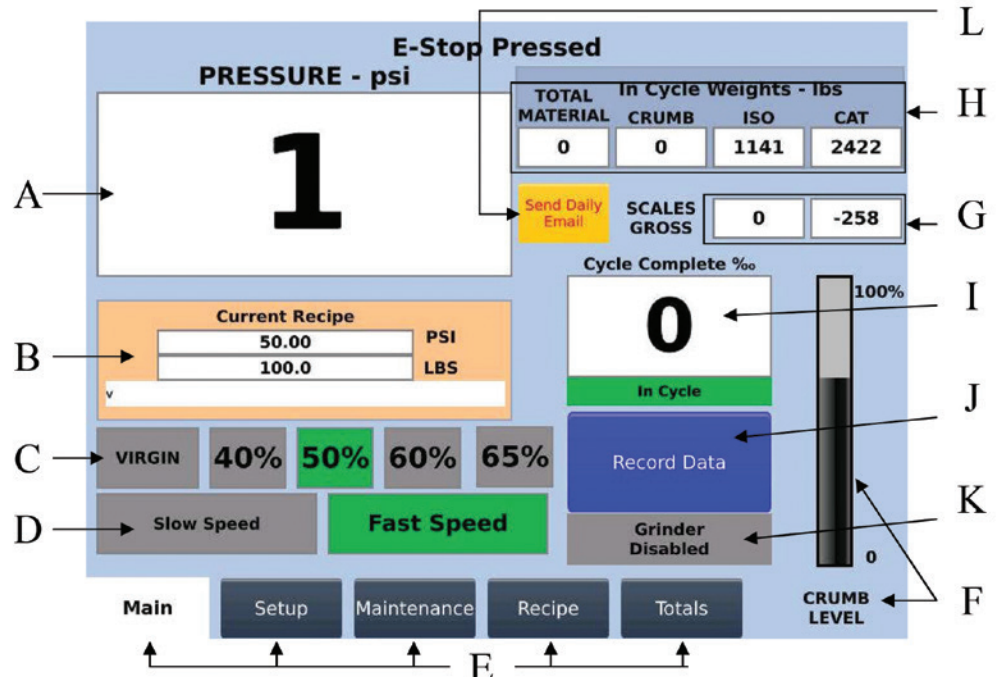 L
E-Stop Pressed
PRESSURE - psi
In Cycle Weights - lbs
TOTAL MATERIAL
CRUMB
ISO
CAT
H
0
0
1141
2422
A
1
Send Daily
Email
SCALES
GROSS
0
-258
G
Cycle Complete ‰
100%
I
0
In Cycle
Current Recipe
50.00
PSI
B
100.0
LBS
v
J
C
VIRGIN
40%
50%
60%
65%
Record Data
D
Slow Speed
Fast Speed
K
Grinder
Disabled
0
F
CRUMB
LEVEL
Main
Setup
Maintenance
Recipe
Totals
E